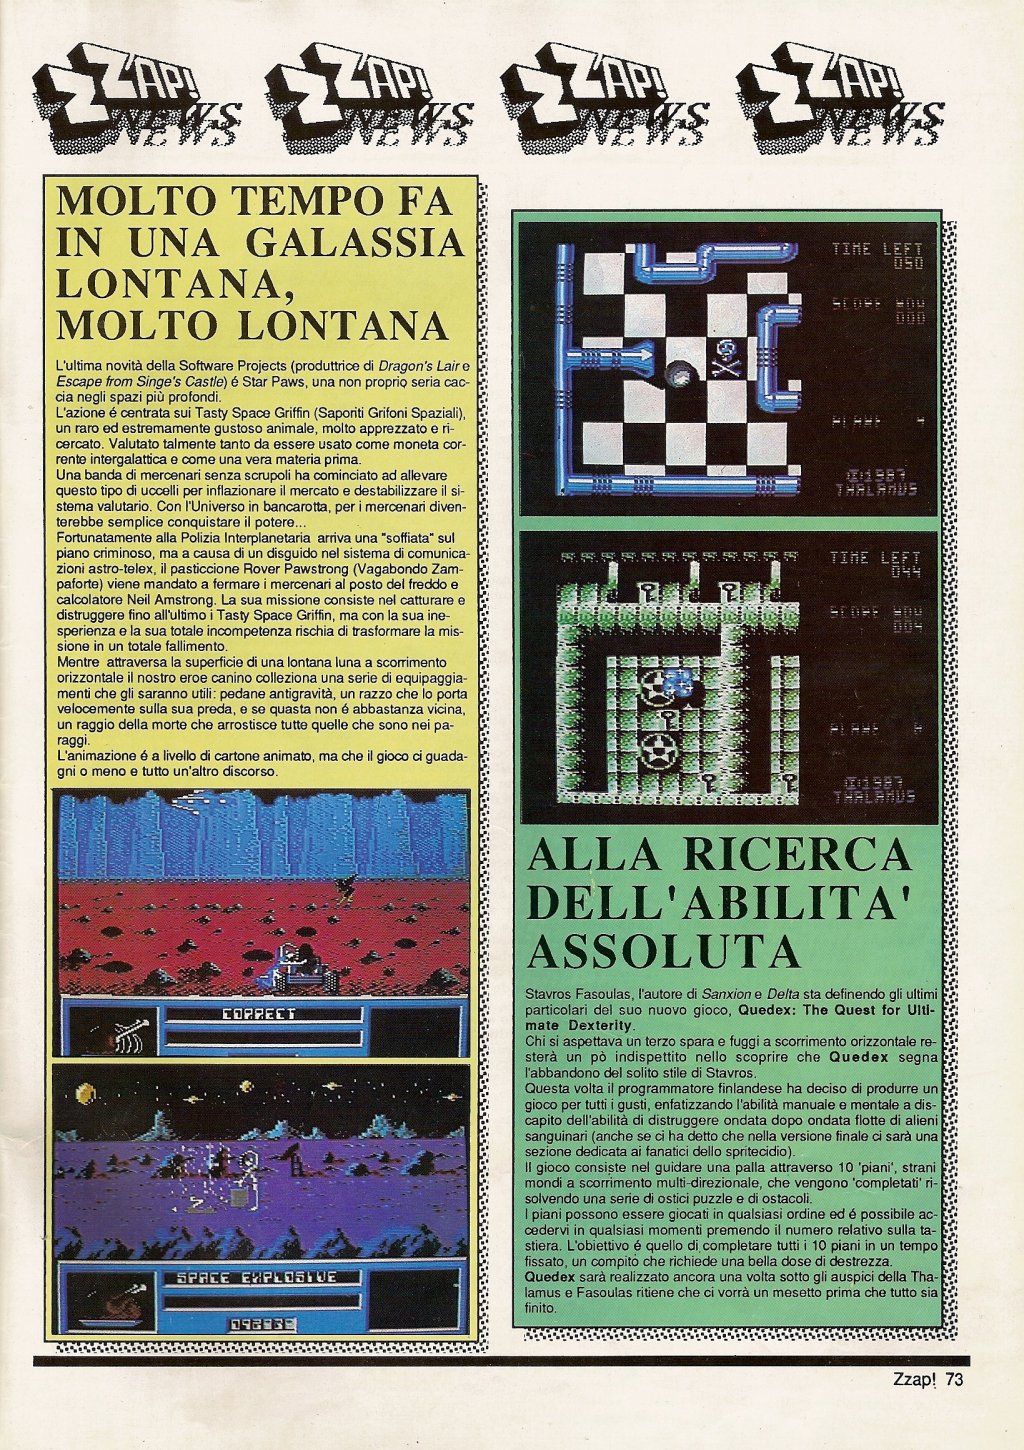 ZZAP! NEWS
ZZAP! NEWS
ZZAP! NEWS
ZZAP! NEWS
MOLTO TEMPO FA
IN UNA GALASSIA
LONTANA,
MOLTO LONTANA
L'ultima novità della Software Projects (produttrice di Dragon's Lair e
Escape from Singe's Castle) é Star Paws, una non proprio seria cac-
cia negli spazi più profondi.
L'azione é centrata sui Tasty Space Griffin (Saporiti Grifoni Spaziali),
un raro ed estremamente gustoso animale, molto apprezzato e ri-
cercato. Valutato talmente tanto da essere usato come moneta cor-
rente intergalattica e come una vera materia prima.
Una banda di mercenari senza scrupoli ha cominciato ad allevare
questo tipo di uccelli per inflazionare il mercato e destabilizzare il si-
stema valutario. Con l'Universo in bancarotta, per i mercenari diven-
terebbe semplice conquistare il potere...
Fortunatamente alla Polizia Interplanetaria arriva una "soffiata" sul
piano criminoso, ma a causa di un disguido nel sistema di comunica-
zioni astro-telex, il pasticcione Rover Pawstrong (Vagabondo Zam-
paforte) viene mandato a fermare i mercenari al posto del freddo e
calcolatore Neil Amstrong. La sua missione consiste nel catturare e
distruggere fino all'ultimo i Tasty Space Griffin, ma con la sua ine-
sperienza e la sua totale incompetenza rischia di trasformare la mis-
sione in un totale fallimento.
Mentre attraversa la superficie di una lontana luna a scorrimento
orizzontale il nostro eroe canino colleziona una serie di equipaggia-
menti che gli saranno utili: pedane antigravità, un razzo che lo porta
velocemente sulla sua preda, e se quasta non é abbastanza vicina,
un raggio della morte che arrostisce tutte quelle che sono nei pa-
raggi.
L'animazione é a livello di cartone animato, ma che il gioco ci guada-
gni o meno e tutto un'altro discorso.
CORRECT
SPACE EXPLOSIVE
TIME LEFT
050
SCORE YOU
000
PLANE 4
©1987
THALAMUS
TIME LEFT
044
SCORE YOU
004
PLANE
©1987
THALAMUS
ALLA RICERCA
DELL'ABILITA'
ASSOLUTA
Stavros Fasoulas, l'autore di Sanxion e Delta sta definendo gli ultimi
particolari del suo nuovo gioco, Quedex: The Quest for Ulti-
mate Dexterity.
Chi si aspettava un terzo spara e fuggi a scorrimento orizzontale re-
sterà un pò indispettito nello scoprire che Quedex segna
l'abbandono del solito stile di Stavros.
Questa volta il programmatore finlandese ha deciso di produrre un
gioco per tutti i gusti, enfatizzando l'abilità manuale e mentale a dis-
capito dell'abilità di distruggere ondata dopo ondata flotte di alieni
sanguinari (anche se ci ha detto che nella versione finale ci sarà una
sezione dedicata ai fanatici dello spritecidio).
Il gioco consiste nel guidare una palla attraverso 10 'piani', strani
mondi a scorrimento multi-direzionale, che vengono 'completati' ri-
solvendo una serie di ostici puzzle e di ostacoli.
I piani possono essere giocati in qualsiasi ordine ed é possibile ac-
cedervi in qualsiasi momenti premendo il numero relativo sulla ta-
stiera. L'obiettivo é quello di completare tutti i 10 piani in un tempo
fissato, un compito che richiede una bella dose di destrezza.
Quedex sarà realizzato ancora una volta sotto gli auspici della Tha-
lamus e Fasoulas ritiene che ci vorrà un mesetto prima che tutto sia
finito.
Zzap! 73